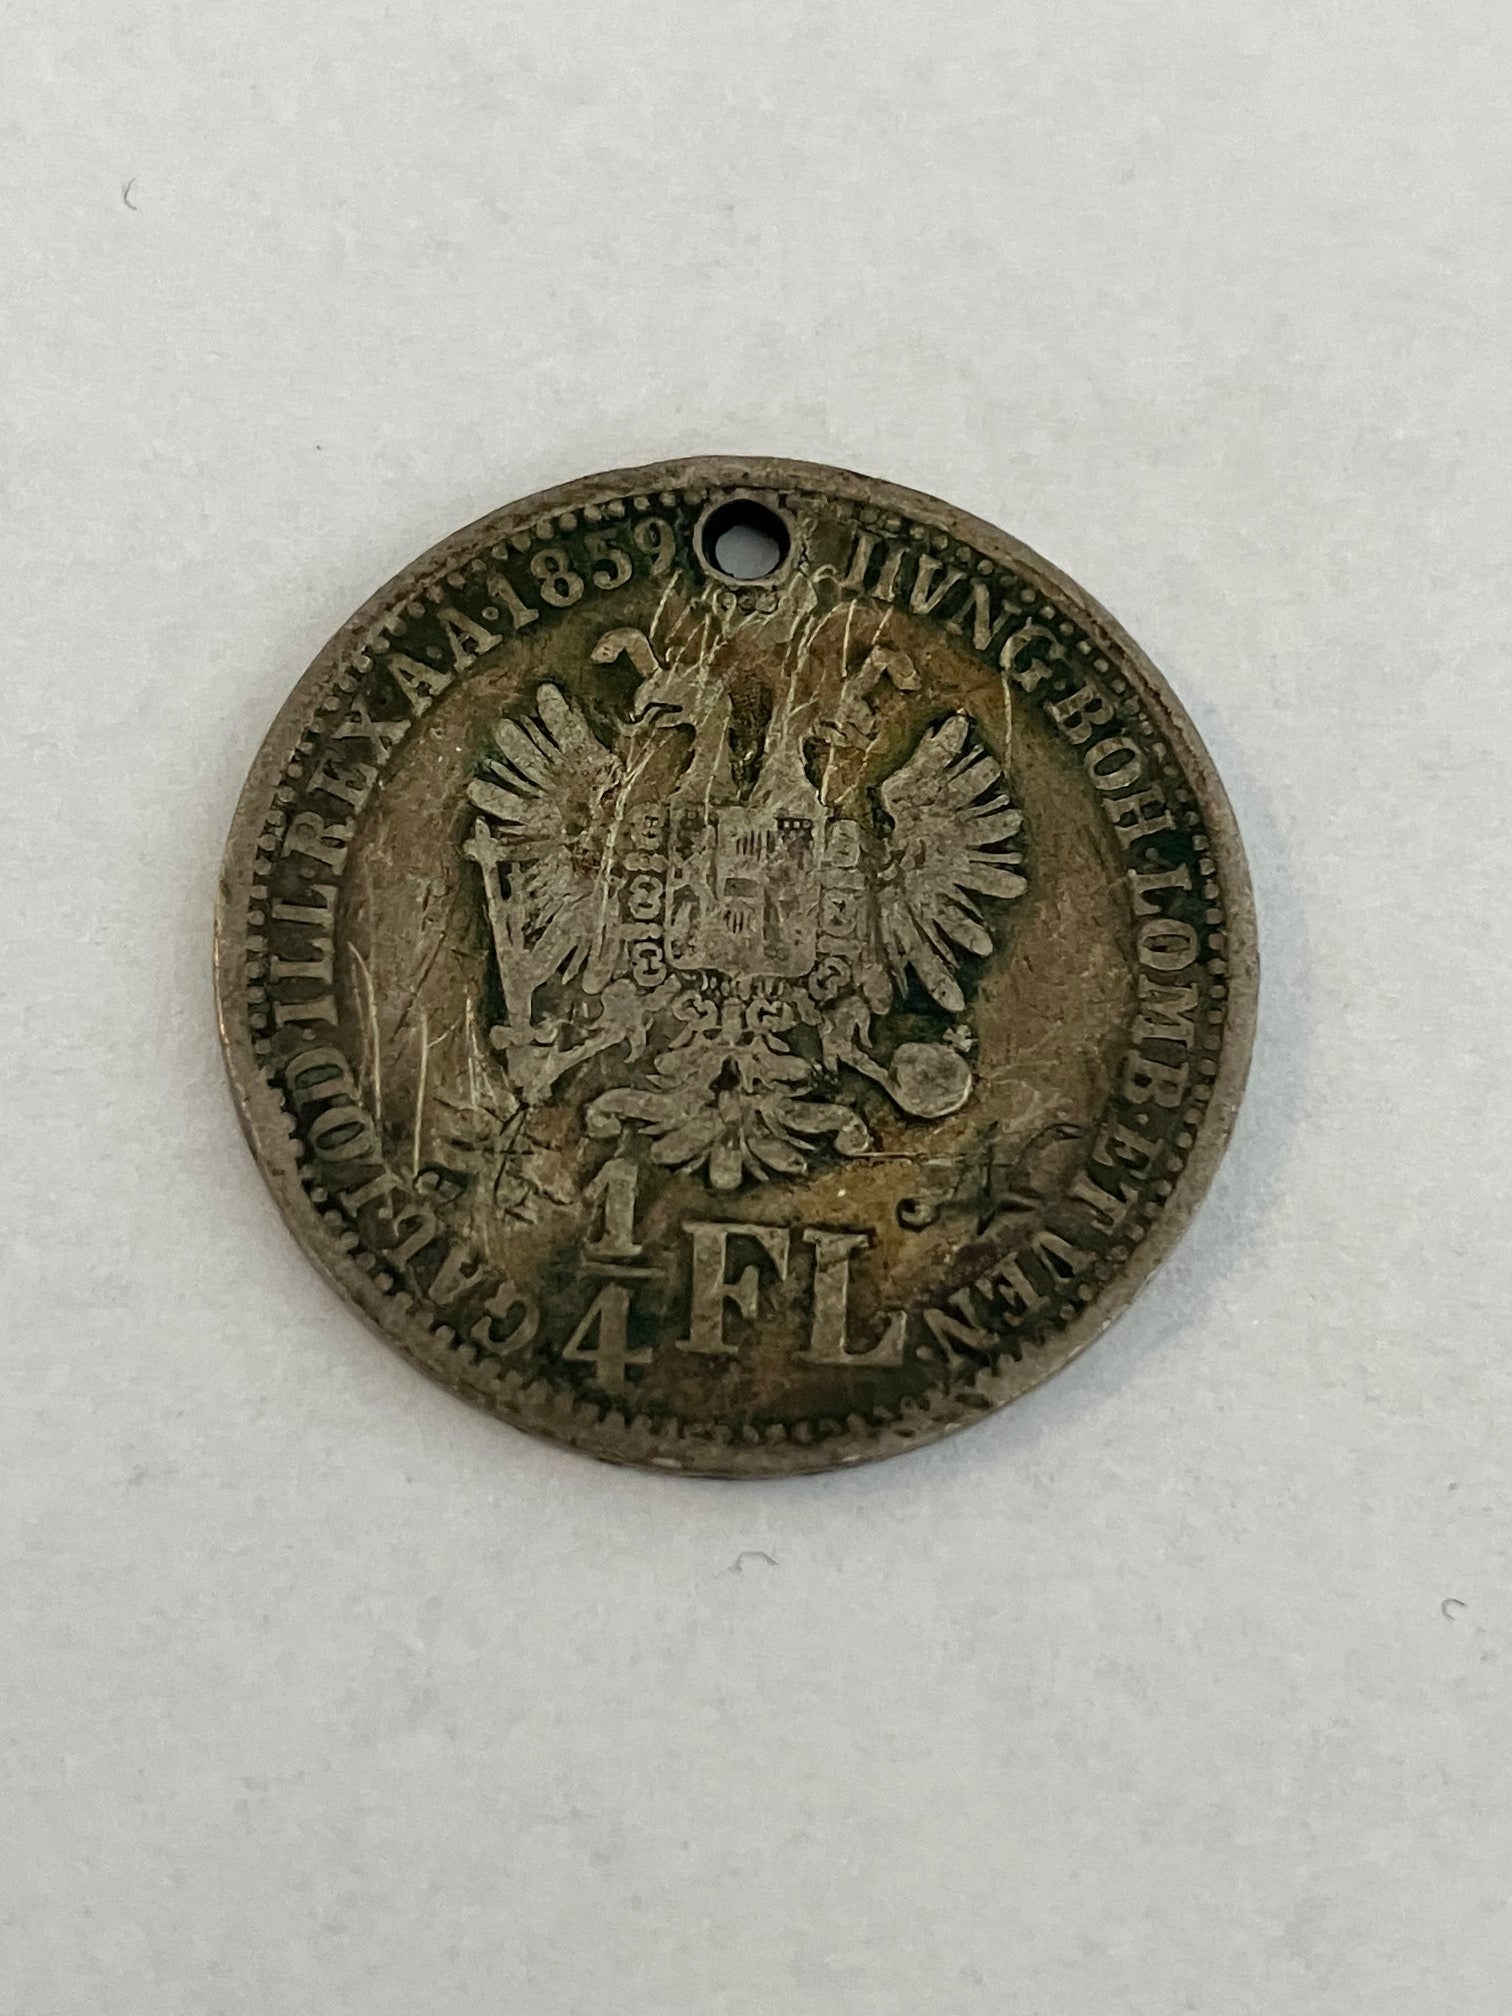 HVNG·BOH·LOMB·ET VEN·
GAL·LOD·ILL·REX·A·A·1859
1/4 FL